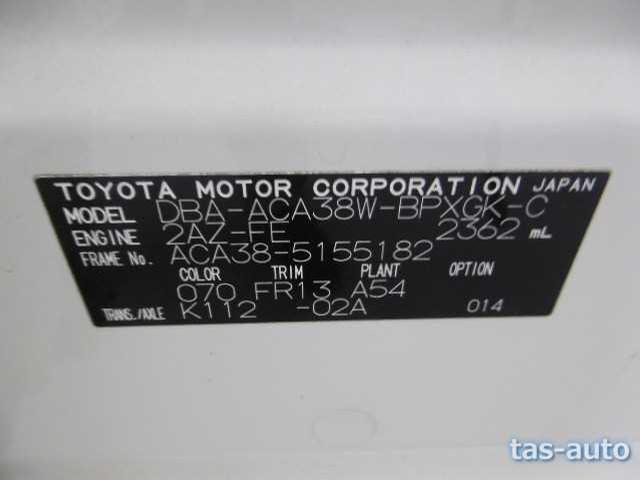 TOYOTA MOTOR CORPORATION JAPAN
MODEL DBA-ACA38W-BPXGK-C
ENGINE 2AZ-FE 2362 mL
FRAME No. ACA38-5155182
COLOR TRIM PLANT OPTION
070 FR13 A54
TRANS./AXLE K112 -02A 014
tas-auto